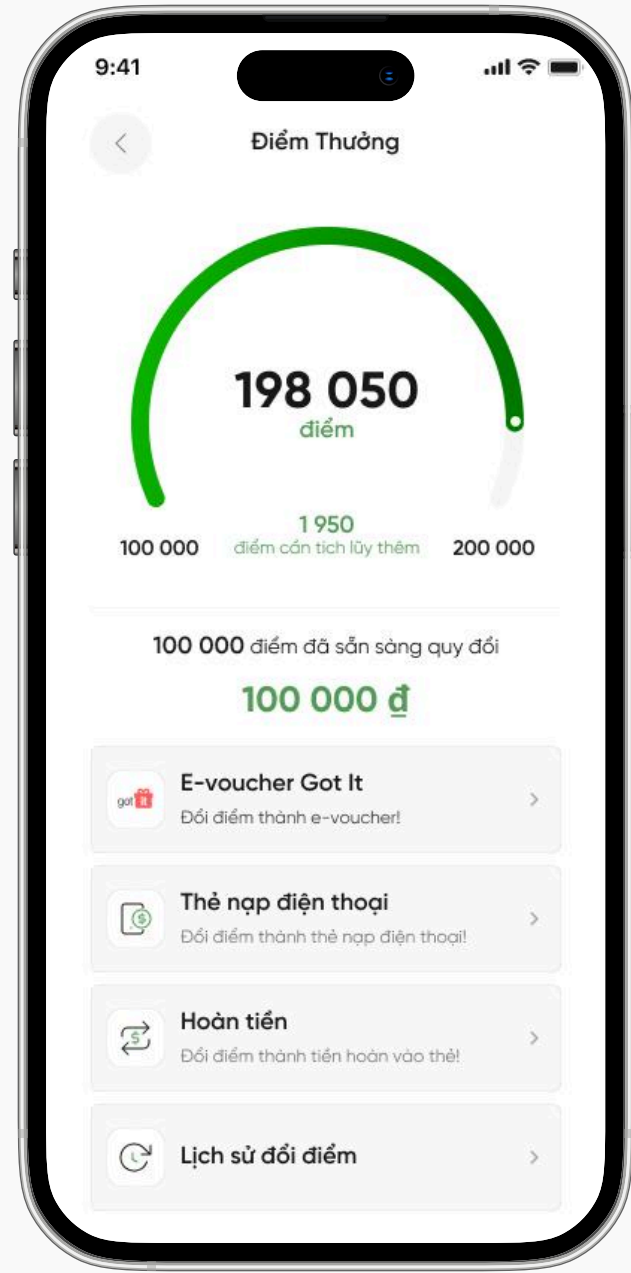 9:41
Điểm Thưởng
198 050
điểm
1 950
100 000 điểm cần tích lũy thêm 200 000
100 000 điểm đã sẵn sàng quy đổi
100 000 ₫
got it
E-voucher Got It
Đổi điểm thành e-voucher!
Thẻ nạp điện thoại
Đổi điểm thành thẻ nạp điện thoại!
Hoàn tiền
Đổi điểm thành tiền hoàn vào thẻ!
Lịch sử đổi điểm